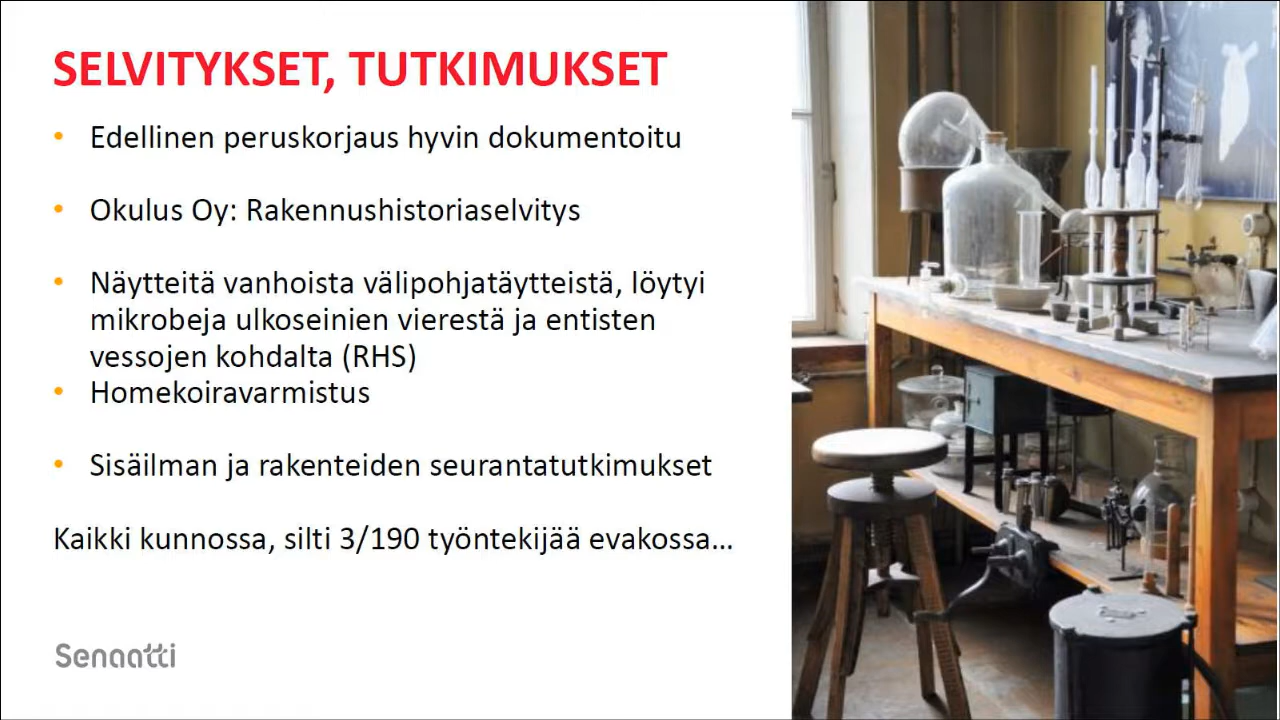 SELVITYKSET, TUTKIMUKSET
• Edellinen peruskorjaus hyvin dokumentoitu
• Okulus Oy: Rakennushistoriaselvitys
• Näytteitä vanhoista välipohjatäytteistä, löytyi
mikrobeja ulkoseinien vierestä ja entisten
vessojen kohdalta (RHS)
• Homekoiravarmistus
• Sisäilman ja rakenteiden seurantatutkimukset
Kaikki kunnossa, silti 3/190 työntekijää evakossa...
Senaatti